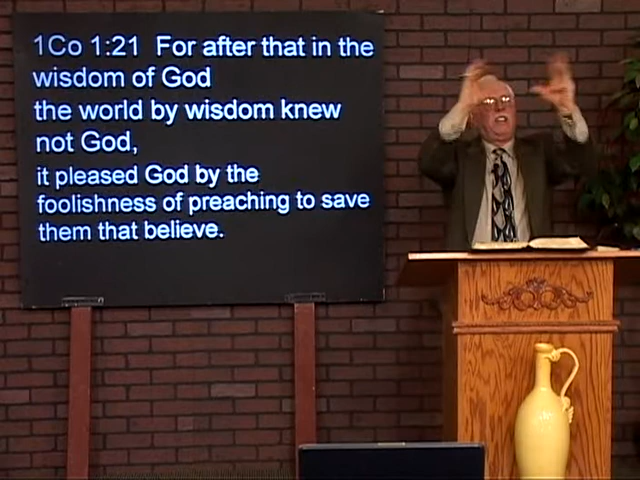 1Co 1:21 For after that in the
wisdom of God
the world by wisdom knew
not God,
it pleased God by the
foolishness of preaching to save
them that believe.